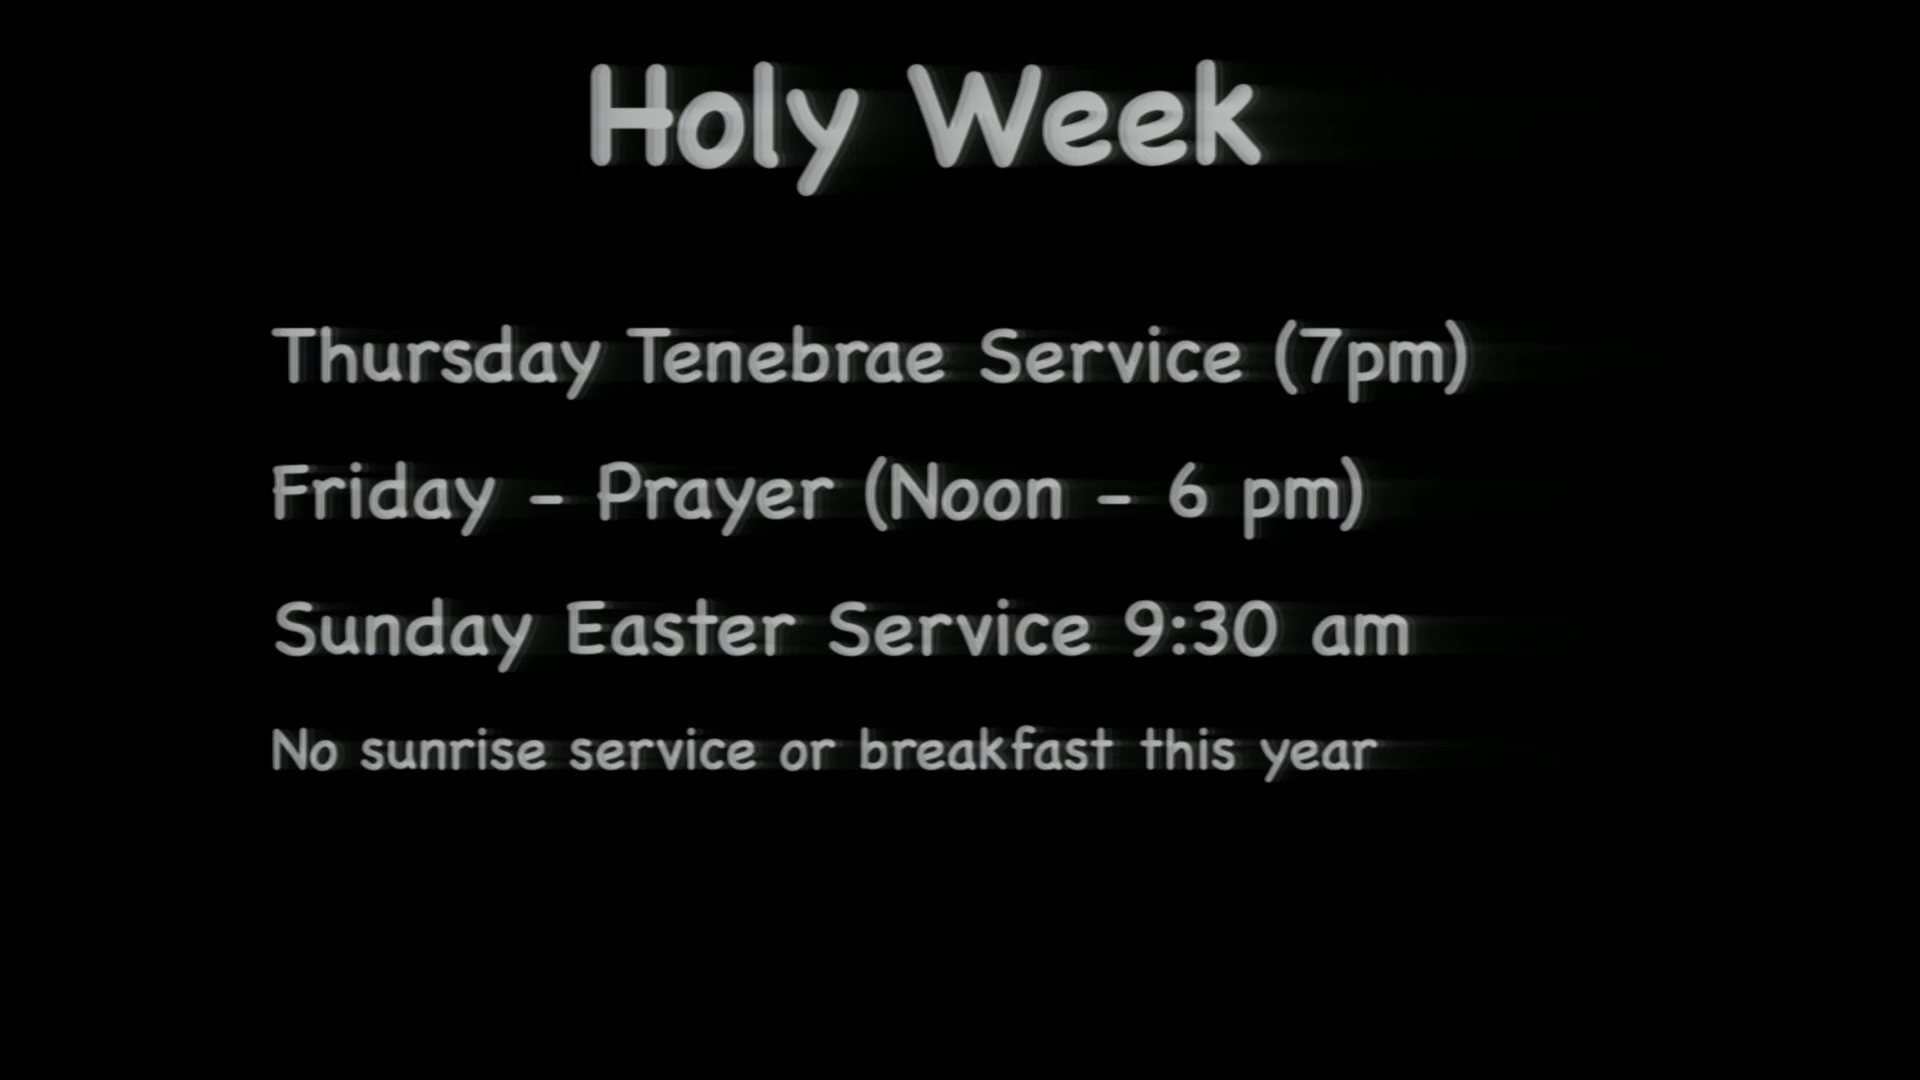 Holy Week
Thursday Tenebrae Service (7pm)
Friday - Prayer (Noon - 6 pm)
Sunday Easter Service 9:30 am
No sunrise service or breakfast this year